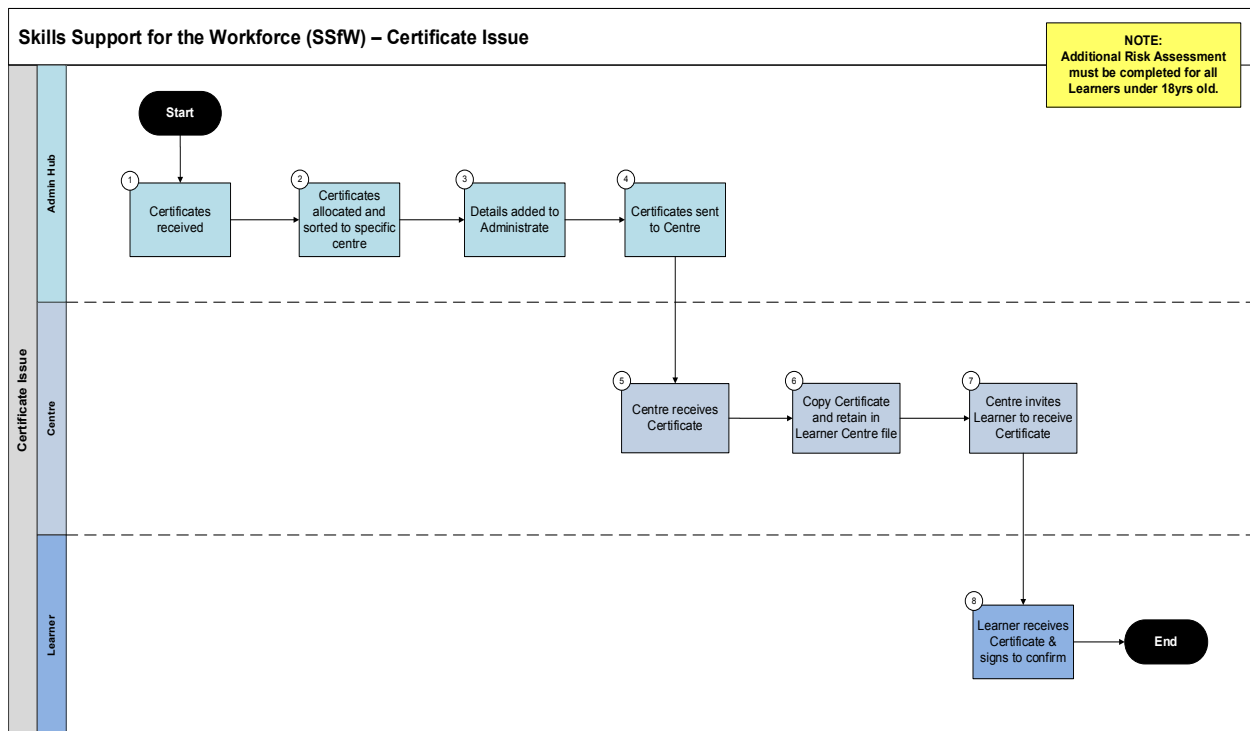 Skills Support for the Workforce (SSfW) – Certificate Issue
NOTE:
Additional Risk Assessment
must be completed for all
Learners under 18yrs old.
Certificate Issue
Admin Hub
Start
1
Certificates
received
2
Certificates
allocated and
sorted to specific
centre
3
Details added to
Administrate
4
Certificates sent
to Centre
Centre
5
Centre receives
Certificate
6
Copy Certificate
and retain in
Learner Centre file
7
Centre invites
Learner to receive
Certificate
Learner
8
Learner receives
Certificate &
signs to confirm
End